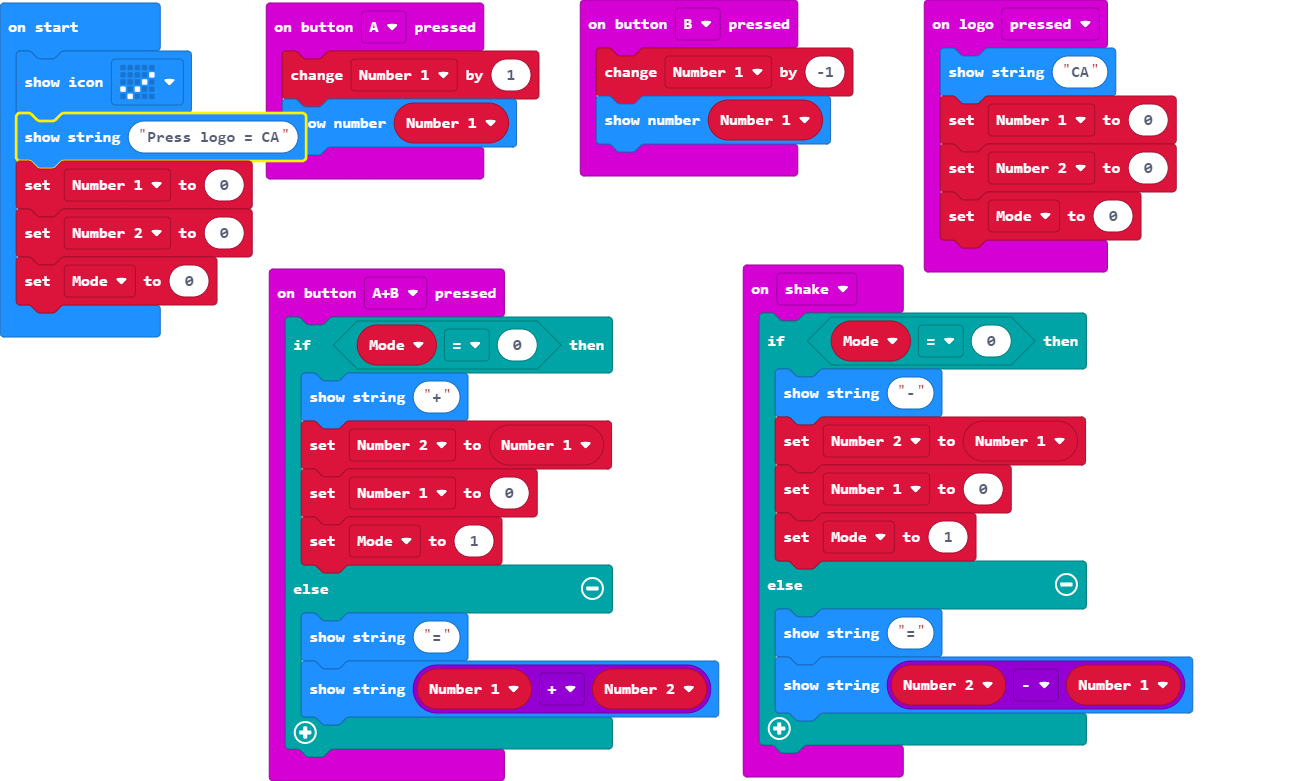 on start
show icon
show string "Press logo = CA"
set Number 1 to 0
set Number 2 to 0
set Mode to 0
on button A pressed
change Number 1 by 1
ow number Number 1
on button B pressed
change Number 1 by -1
show number Number 1
on logo pressed
show string "CA"
set Number 1 to 0
set Number 2 to 0
set Mode to 0
on button A+B pressed
if Mode = 0 then
show string "+"
set Number 2 to Number 1
set Number 1 to 0
set Mode to 1
else
show string "="
show string Number 1 + Number 2
on shake
if Mode = 0 then
show string "-"
set Number 2 to Number 1
set Number 1 to 0
set Mode to 1
else
show string "="
show string Number 2 - Number 1